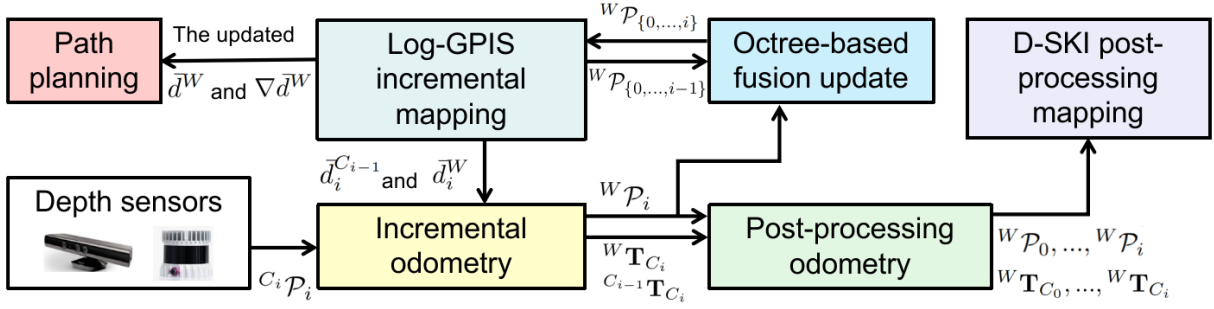 Path
planning
The updated
d̄^W and ∇d̄^W
Log-GPIS
incremental
mapping
^W𝒫_{{0,...,i}}
^W𝒫_{{0,...,i−1}}
Octree-based
fusion update
D-SKI post-
processing
mapping
d̄_i^{C_{i−1}} and d̄_i^W
Depth sensors
^{C_i}𝒫_i
Incremental
odometry
^W𝒫_i
^W𝐓_{C_i}
^{C_{i−1}}𝐓_{C_i}
Post-processing
odometry
^W𝒫_0,...,^W𝒫_i
^W𝐓_{C_0},...,^W𝐓_{C_i}